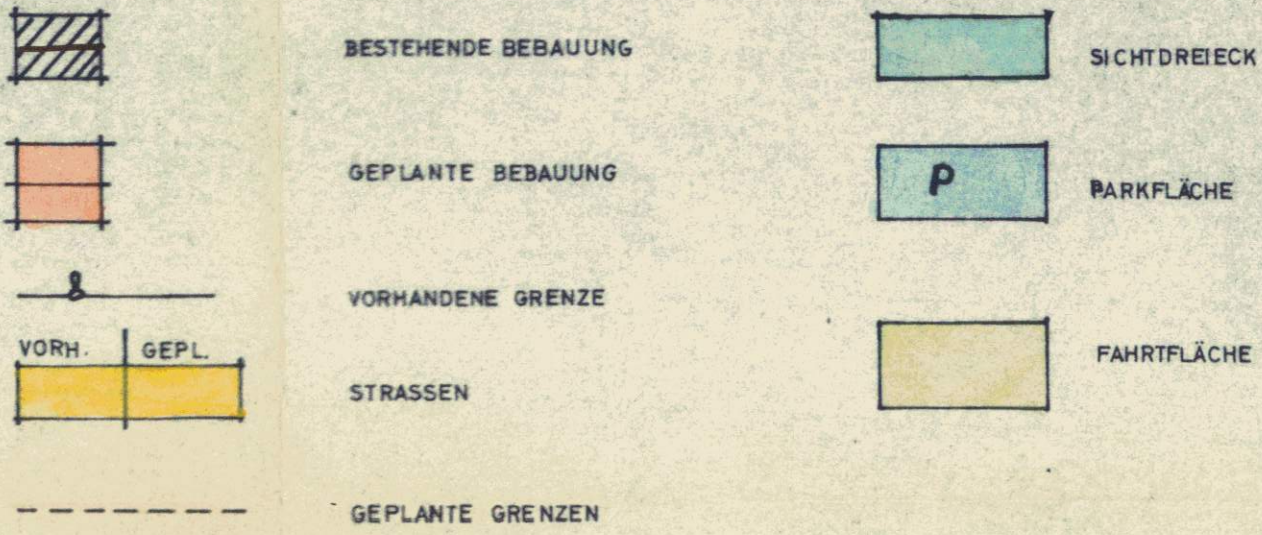 BESTEHENDE BEBAUUNG
GEPLANTE BEBAUUNG
VORHANDENE GRENZE
VORH. GEPL.
STRASSEN
GEPLANTE GRENZEN
SICHTDREIECK
P
PARKFLÄCHE
FAHRTFLÄCHE